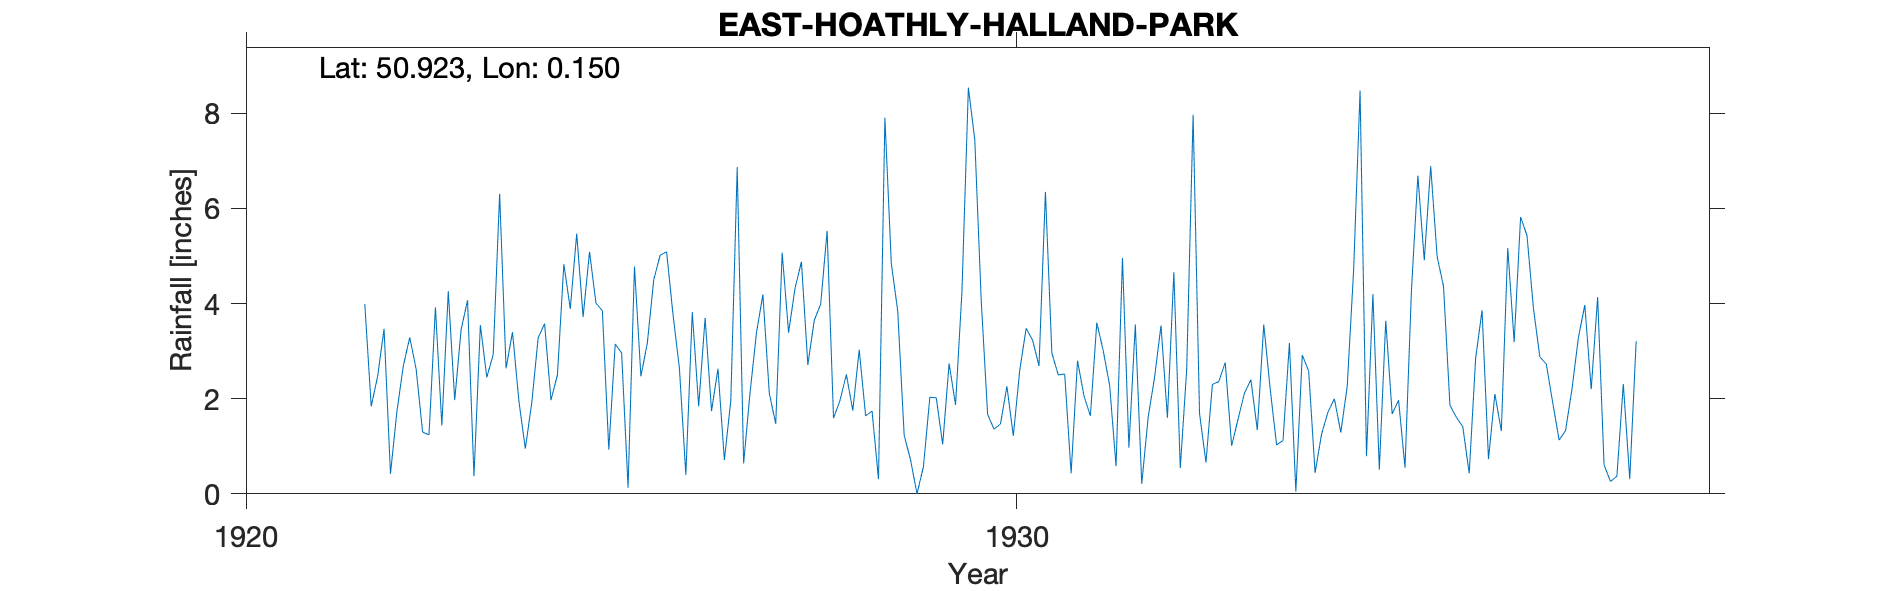 EAST-HOATHLY-HALLAND-PARK
Lat: 50.923, Lon: 0.150
8
6
4
2
0
Rainfall [inches]
1920 1930
Year